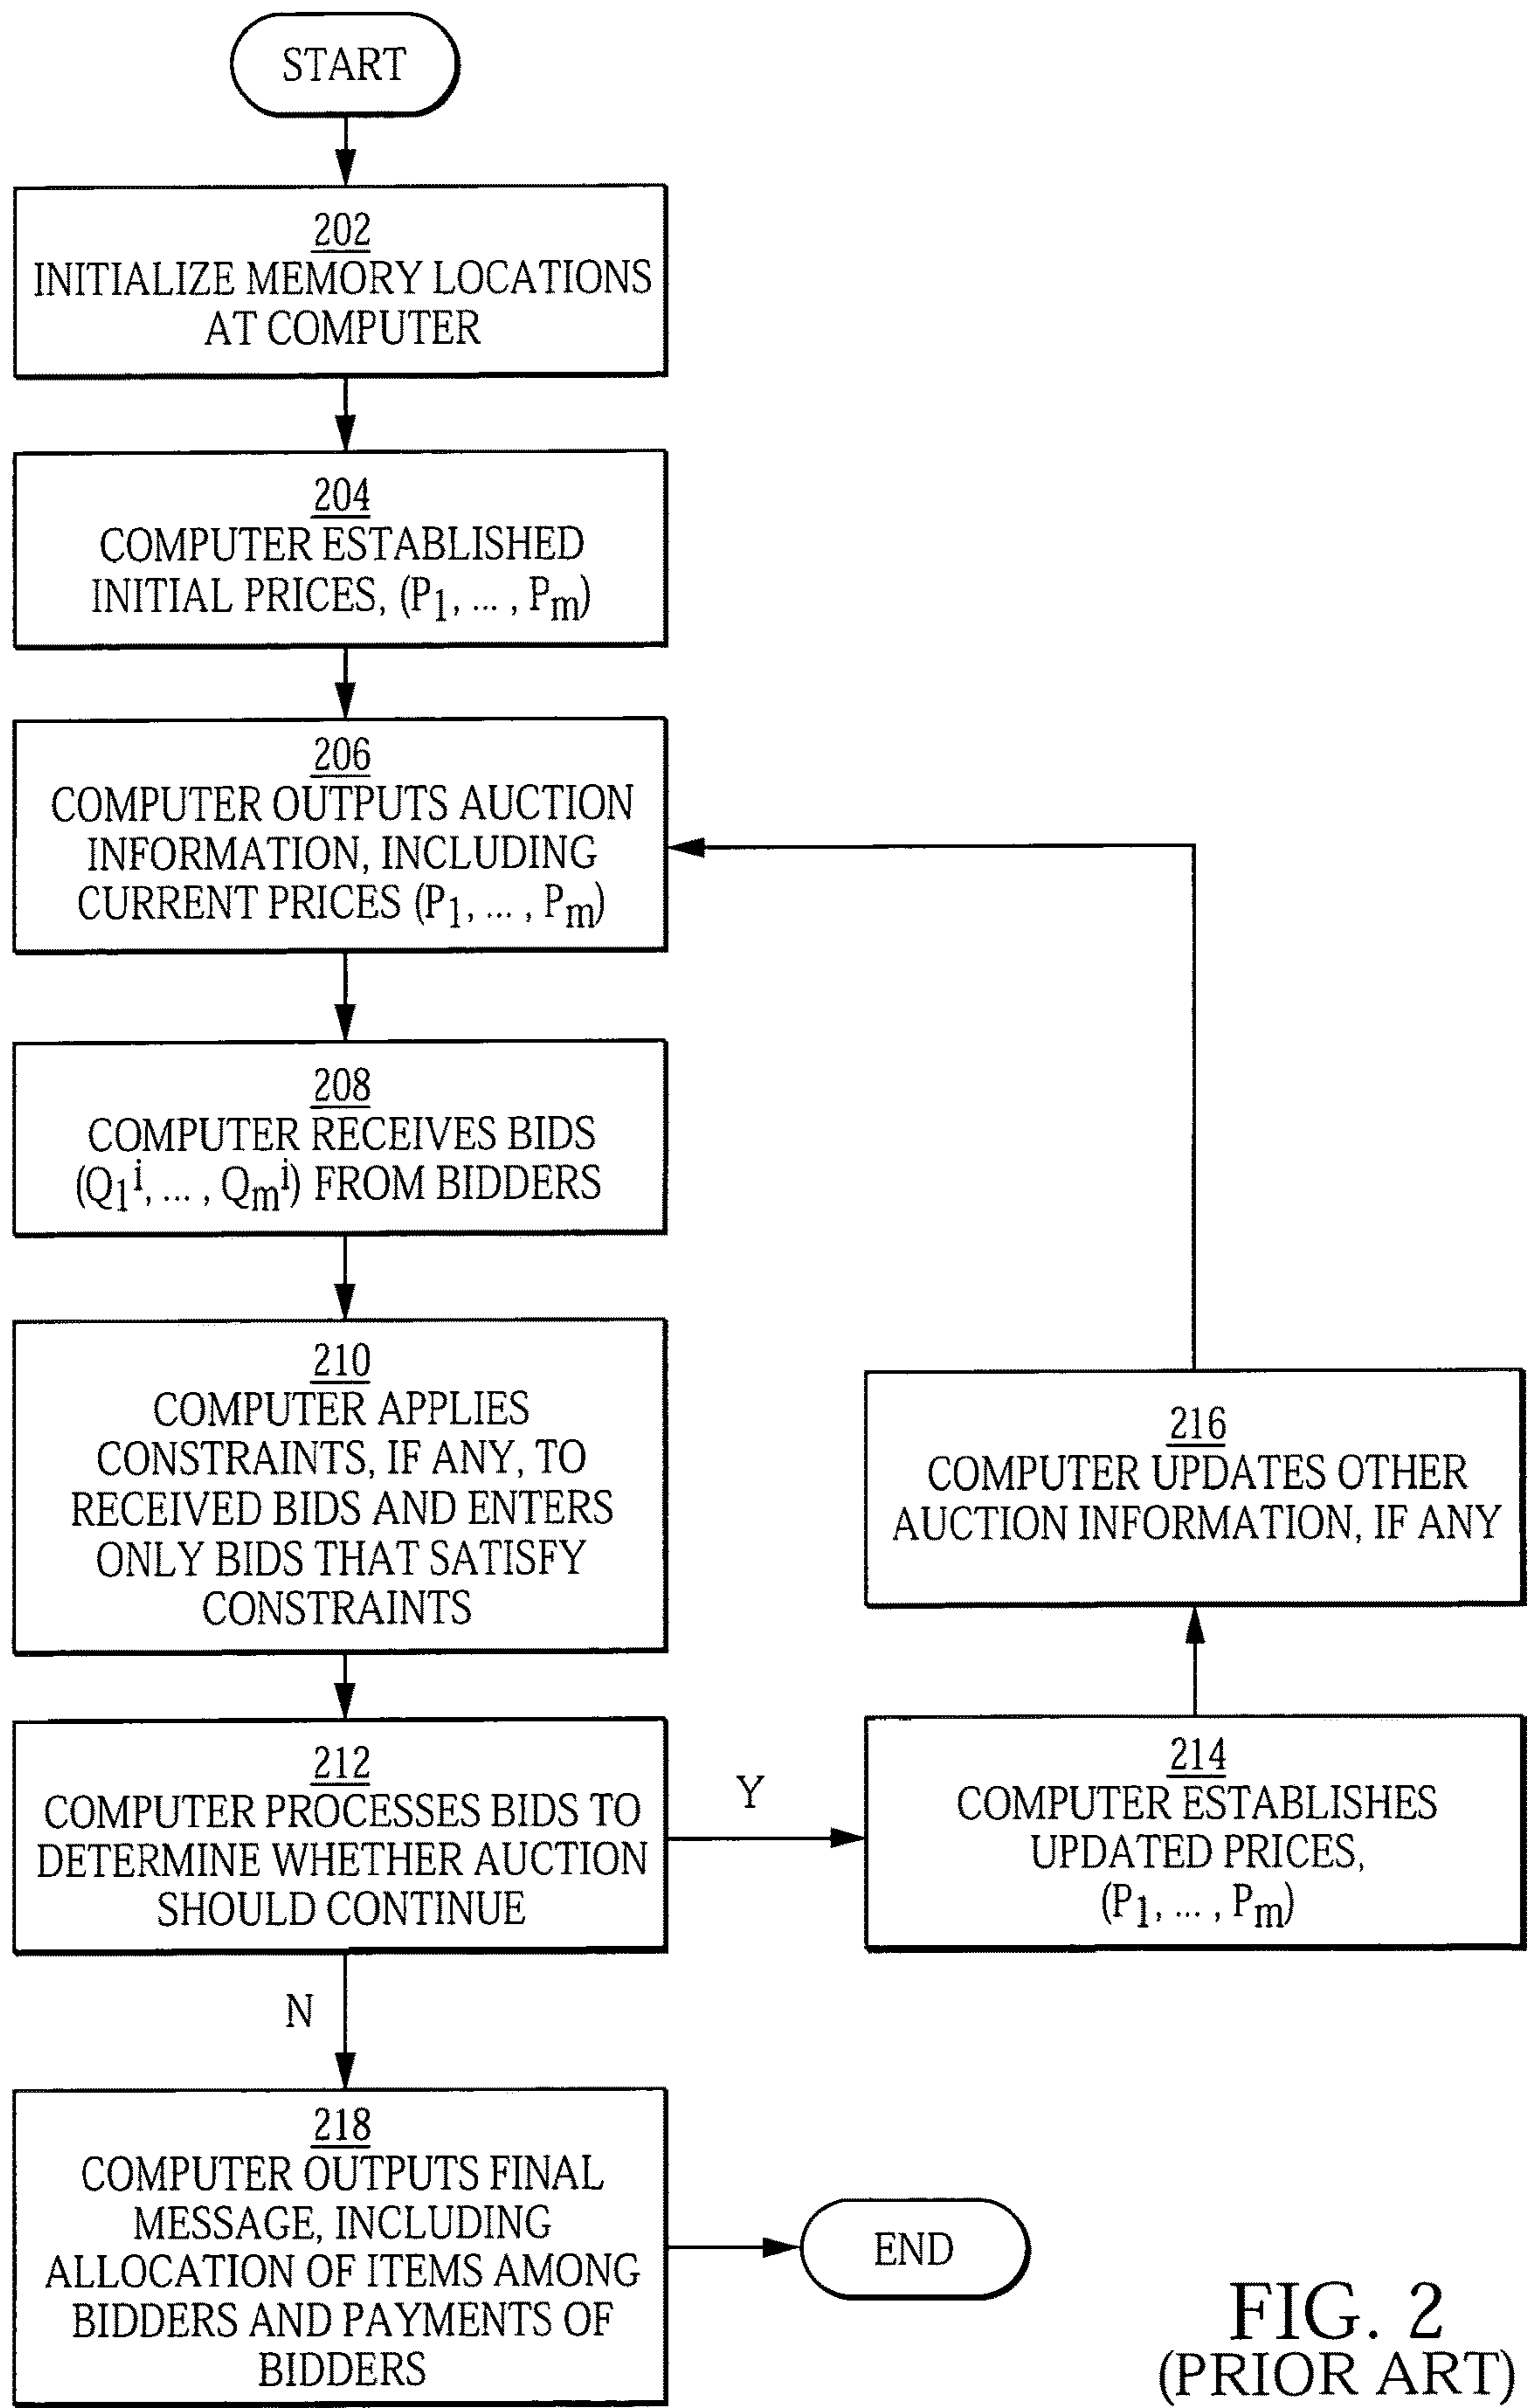 START
202
INITIALIZE MEMORY LOCATIONS
AT COMPUTER
204
COMPUTER ESTABLISHED
INITIAL PRICES, (P1, ... , Pm)
206
COMPUTER OUTPUTS AUCTION
INFORMATION, INCLUDING
CURRENT PRICES (P1, ... , Pm)
208
COMPUTER RECEIVES BIDS
(Q1^i, ... , Qm^i) FROM BIDDERS
210
COMPUTER APPLIES
CONSTRAINTS, IF ANY, TO
RECEIVED BIDS AND ENTERS
ONLY BIDS THAT SATISFY
CONSTRAINTS
212
COMPUTER PROCESSES BIDS TO
DETERMINE WHETHER AUCTION
SHOULD CONTINUE
Y
214
COMPUTER ESTABLISHES
UPDATED PRICES,
(P1, ... , Pm)
216
COMPUTER UPDATES OTHER
AUCTION INFORMATION, IF ANY
N
218
COMPUTER OUTPUTS FINAL
MESSAGE, INCLUDING
ALLOCATION OF ITEMS AMONG
BIDDERS AND PAYMENTS OF
BIDDERS
END
FIG. 2
(PRIOR ART)